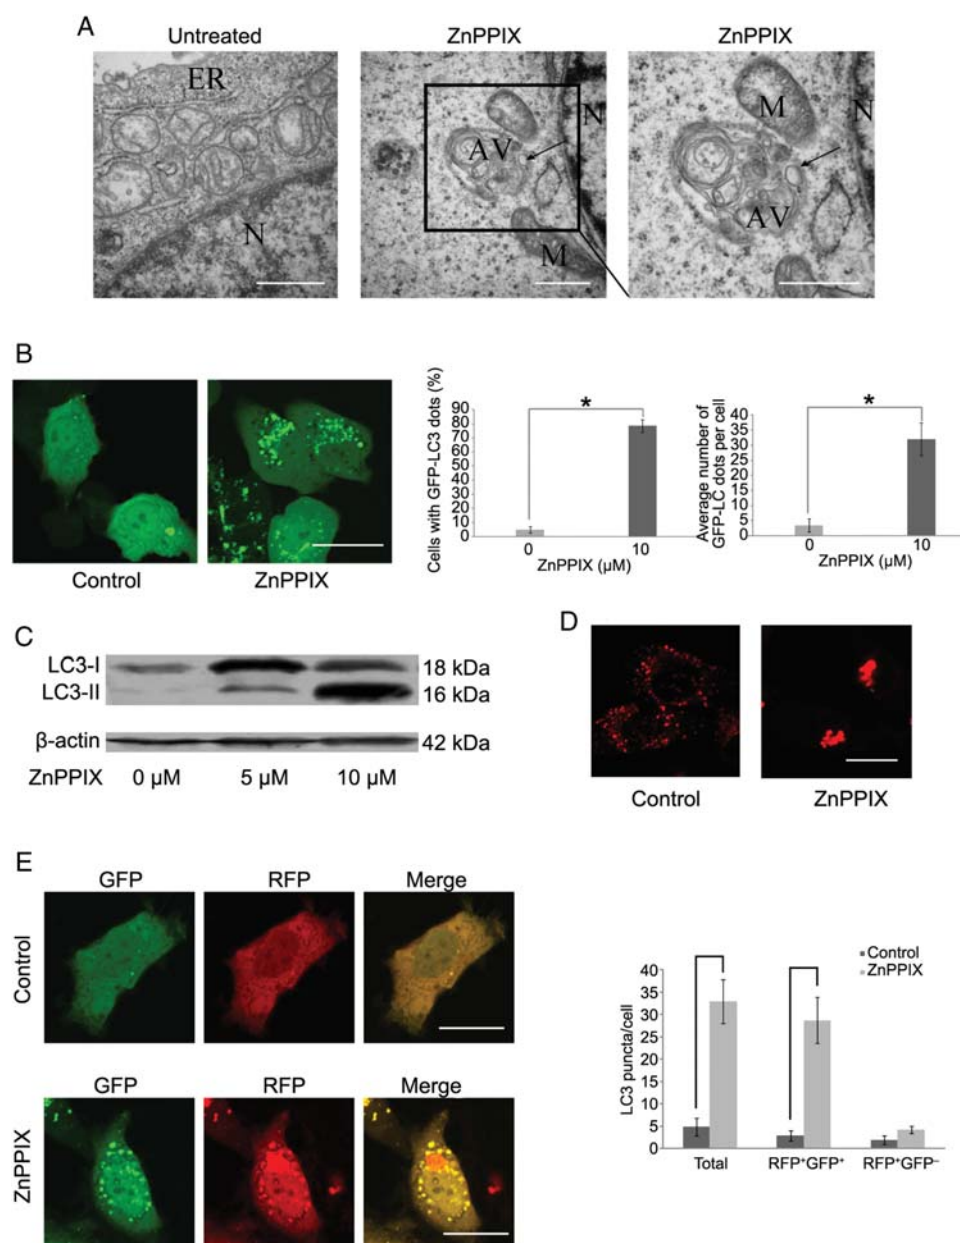 A
Untreated
ZnPPIX
ZnPPIX
ER
N
AV
N
M
M
N
AV
B
Control
ZnPPIX
Cells with GFP-LC3 dots (%)
90
80
70
60
50
40
30
20
10
0
*
0
10
ZnPPIX (µM)
Average number of
GFP-LC dots per cell
40
35
30
25
20
15
10
5
0
*
0
10
ZnPPIX (µM)
C
LC3-I
18 kDa
LC3-II
16 kDa
β-actin
42 kDa
ZnPPIX 0 µM 5 µM 10 µM
D
Control
ZnPPIX
E
GFP
RFP
Merge
Control
GFP
RFP
Merge
ZnPPIX
LC3 puncta/cell
40
35
30
25
20
15
10
5
0
Control
ZnPPIX
Total
RFP⁺GFP⁺
RFP⁺GFP⁻